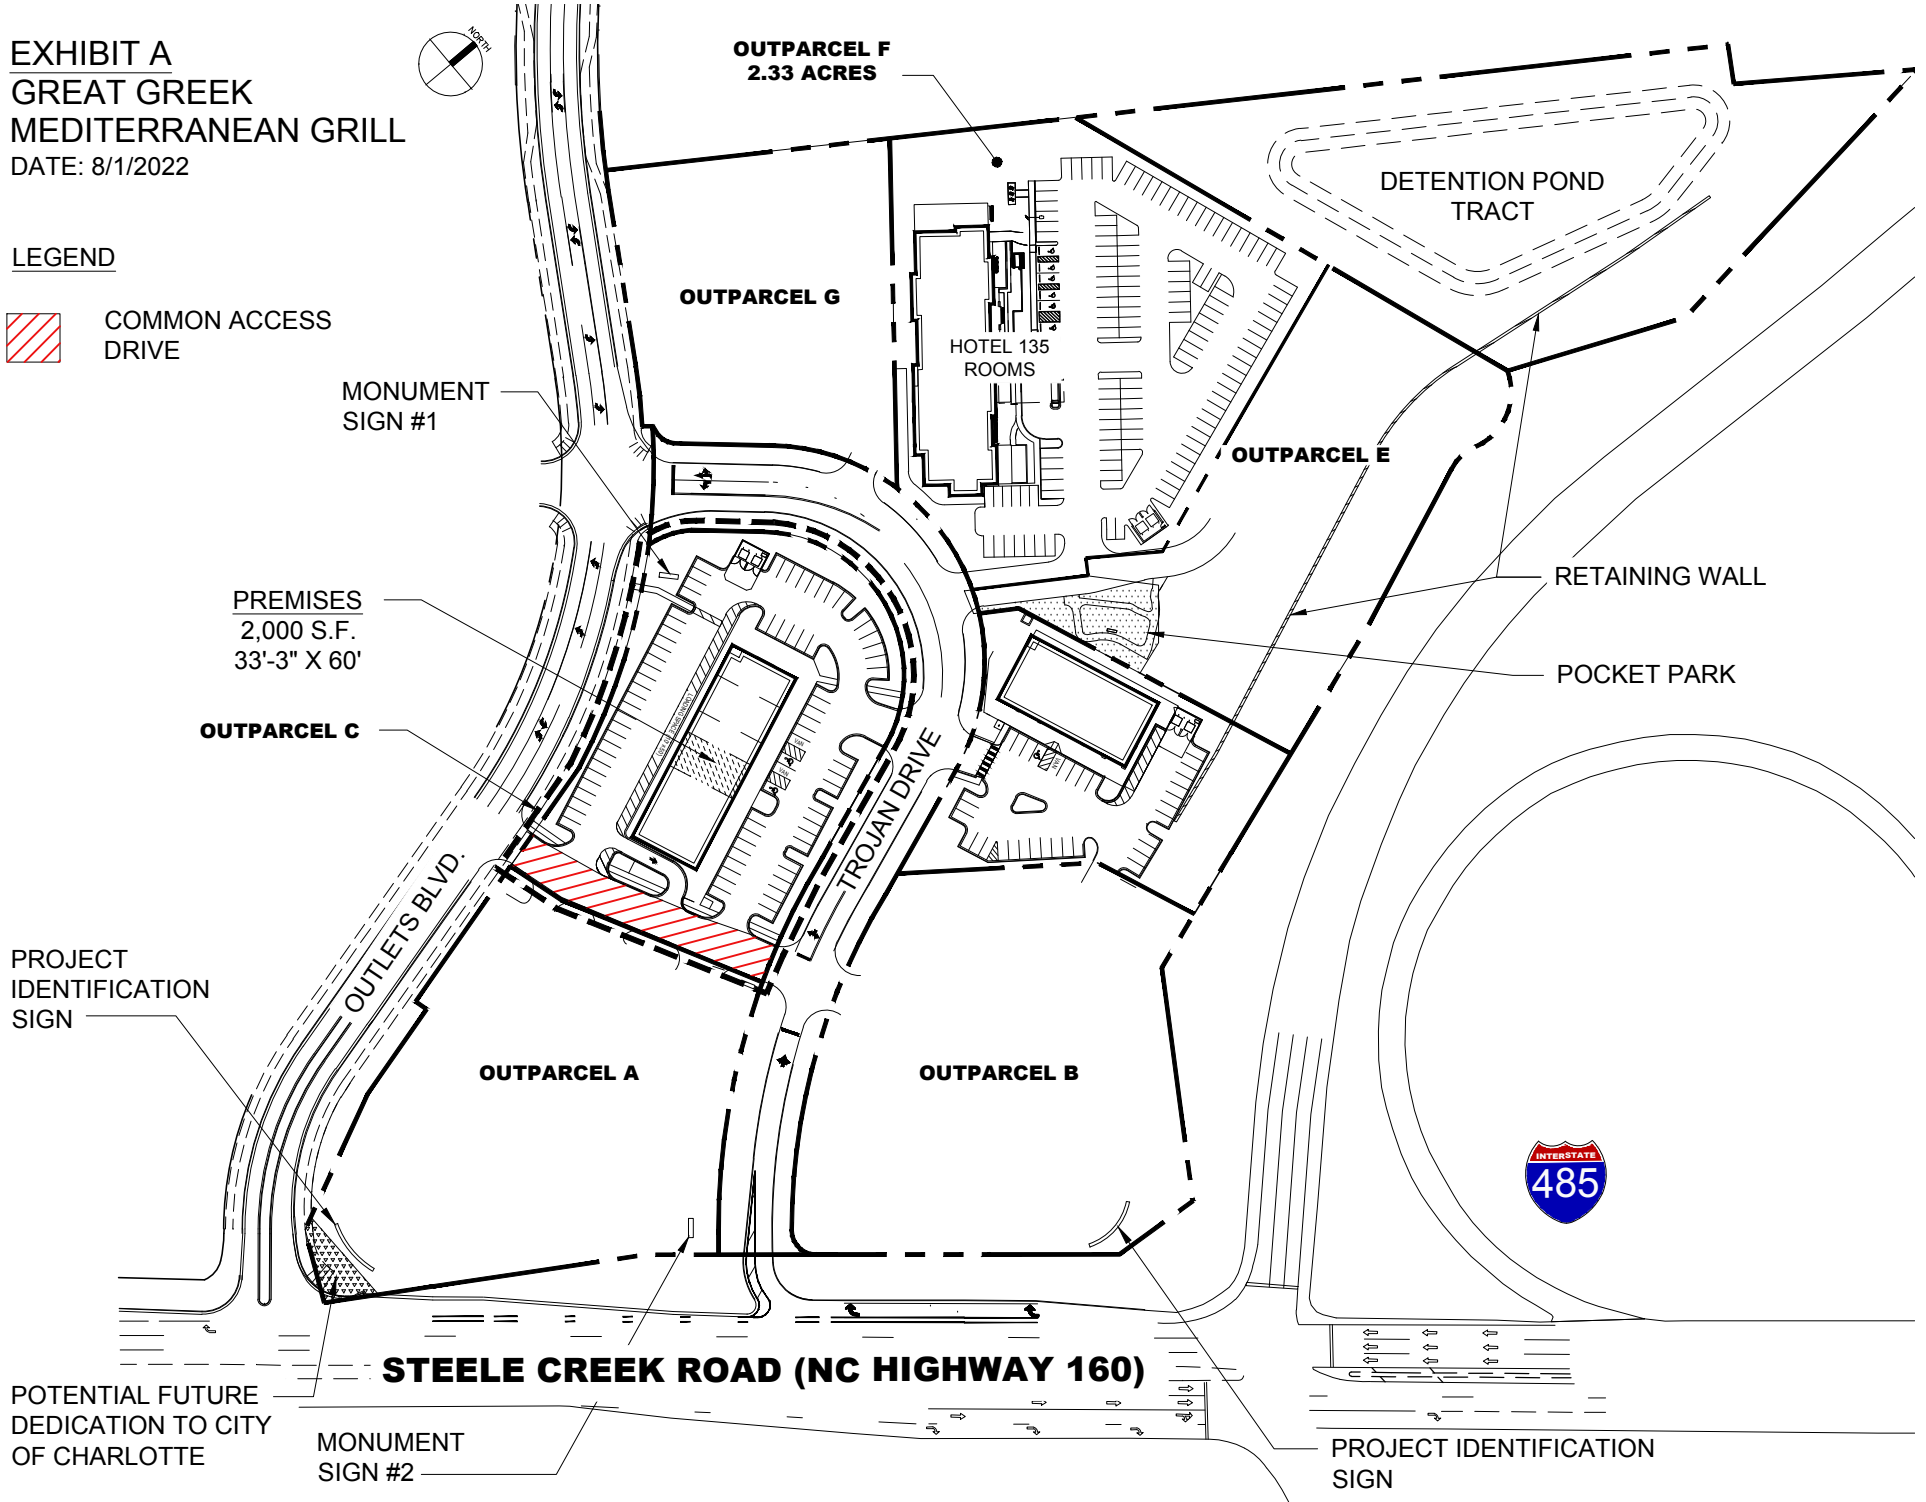 EXHIBIT A
GREAT GREEK
MEDITERRANEAN GRILL
DATE: 8/1/2022
NORTH
LEGEND
COMMON ACCESS
DRIVE
OUTPARCEL F
2.33 ACRES
DETENTION POND
TRACT
OUTPARCEL G
HOTEL 135
ROOMS
MONUMENT
SIGN #1
OUTPARCEL E
RETAINING WALL
PREMISES
2,000 S.F.
33'-3" X 60'
POCKET PARK
OUTPARCEL C
VAN
VAN
VAN
TROJAN DRIVE
OUTLETS BLVD.
PROJECT
IDENTIFICATION
SIGN
OUTPARCEL A
OUTPARCEL B
INTERSTATE
485
STEELE CREEK ROAD (NC HIGHWAY 160)
POTENTIAL FUTURE
DEDICATION TO CITY
OF CHARLOTTE
MONUMENT
SIGN #2
PROJECT IDENTIFICATION
SIGN